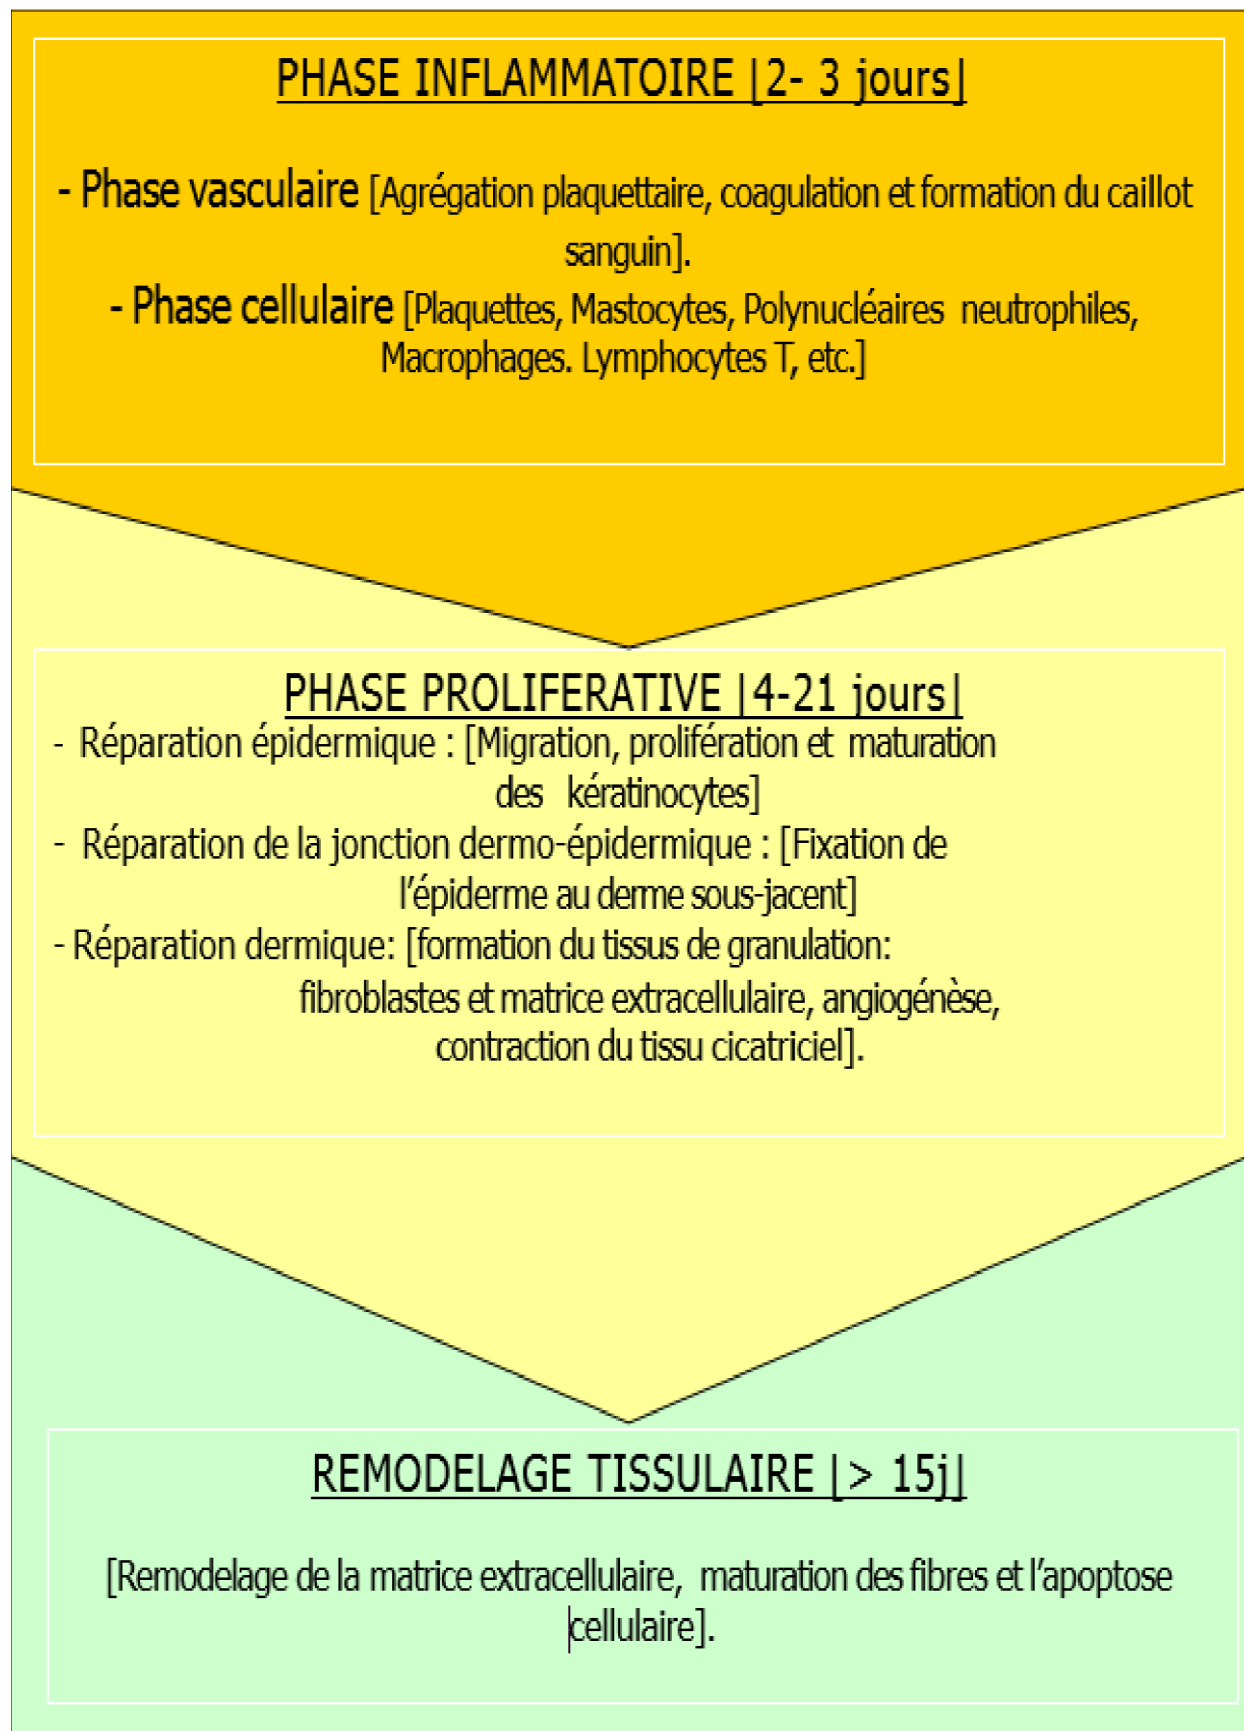 PHASE INFLAMMATOIRE [2- 3 jours]
- Phase vasculaire [Agrégation plaquettaire, coagulation et formation du caillot
sanguin].
- Phase cellulaire [Plaquettes, Mastocytes, Polynucléaires neutrophiles,
Macrophages. Lymphocytes T, etc.]
PHASE PROLIFERATIVE [4-21 jours]
- Réparation épidermique : [Migration, prolifération et maturation
des kératinocytes]
- Réparation de la jonction dermo-épidermique : [Fixation de
l’épiderme au derme sous-jacent]
- Réparation dermique: [formation du tissus de granulation:
fibroblastes et matrice extracellulaire, angiogénèse,
contraction du tissu cicatriciel].
REMODELAGE TISSULAIRE [> 15j]
[Remodelage de la matrice extracellulaire, maturation des fibres et l’apoptose
cellulaire].